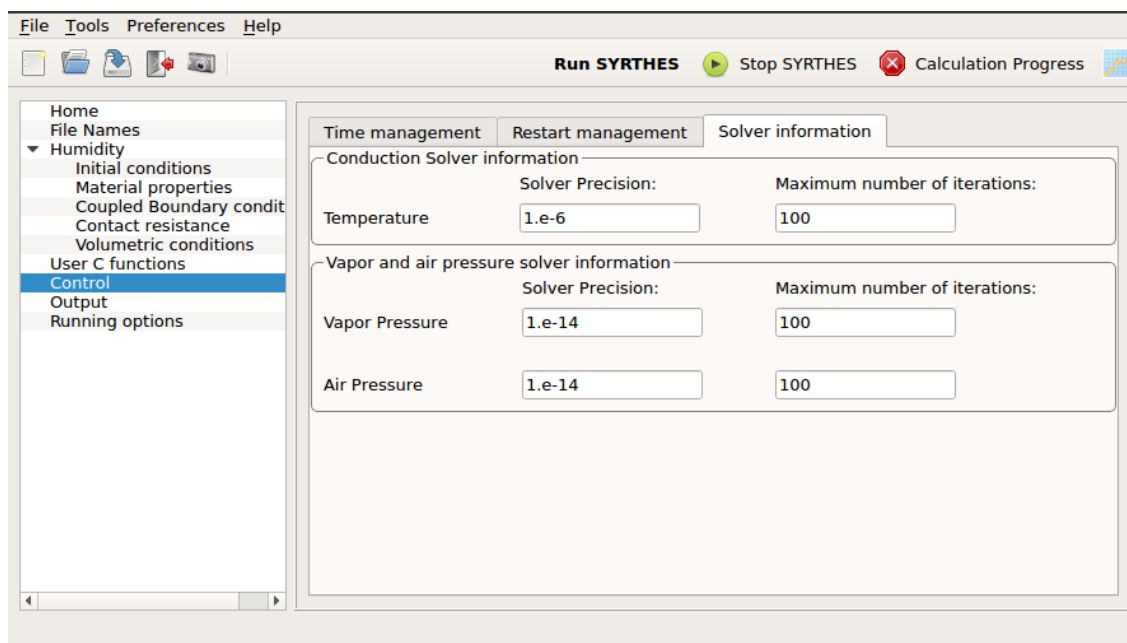 File Tools Preferences Help
Run SYRTHES Stop SYRTHES Calculation Progress
Home
File Names
Humidity
Initial conditions
Material properties
Coupled Boundary condit
Contact resistance
Volumetric conditions
User C functions
Control
Output
Running options
Time management Restart management Solver information
Conduction Solver information
Solver Precision: Maximum number of iterations:
Temperature 1.e-6 100
Vapor and air pressure solver information
Solver Precision: Maximum number of iterations:
Vapor Pressure 1.e-14 100
Air Pressure 1.e-14 100